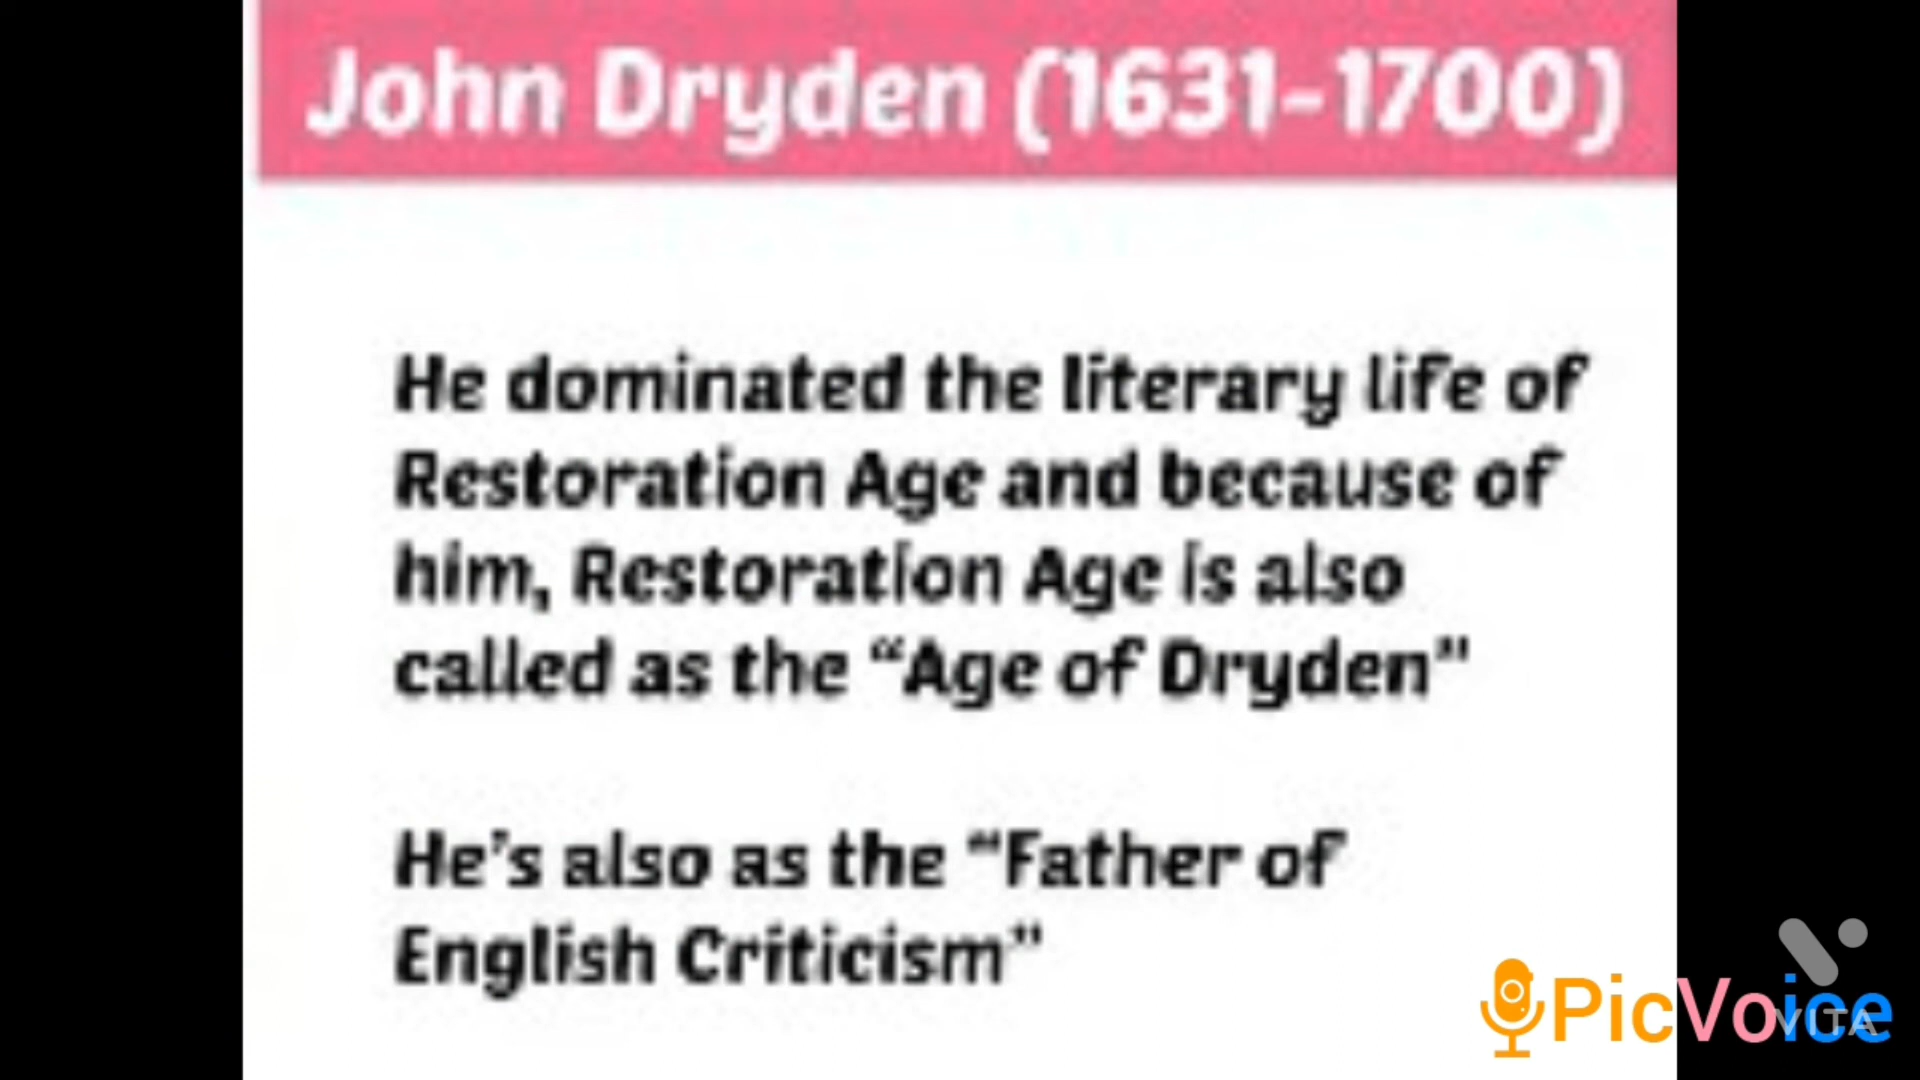 John Dryden (1631-1700)
He dominated the literary life of
Restoration Age and because of
him, Restoration Age is also
called as the “Age of Dryden”
He’s also as the “Father of
English Criticism”
PicVoice
VITA